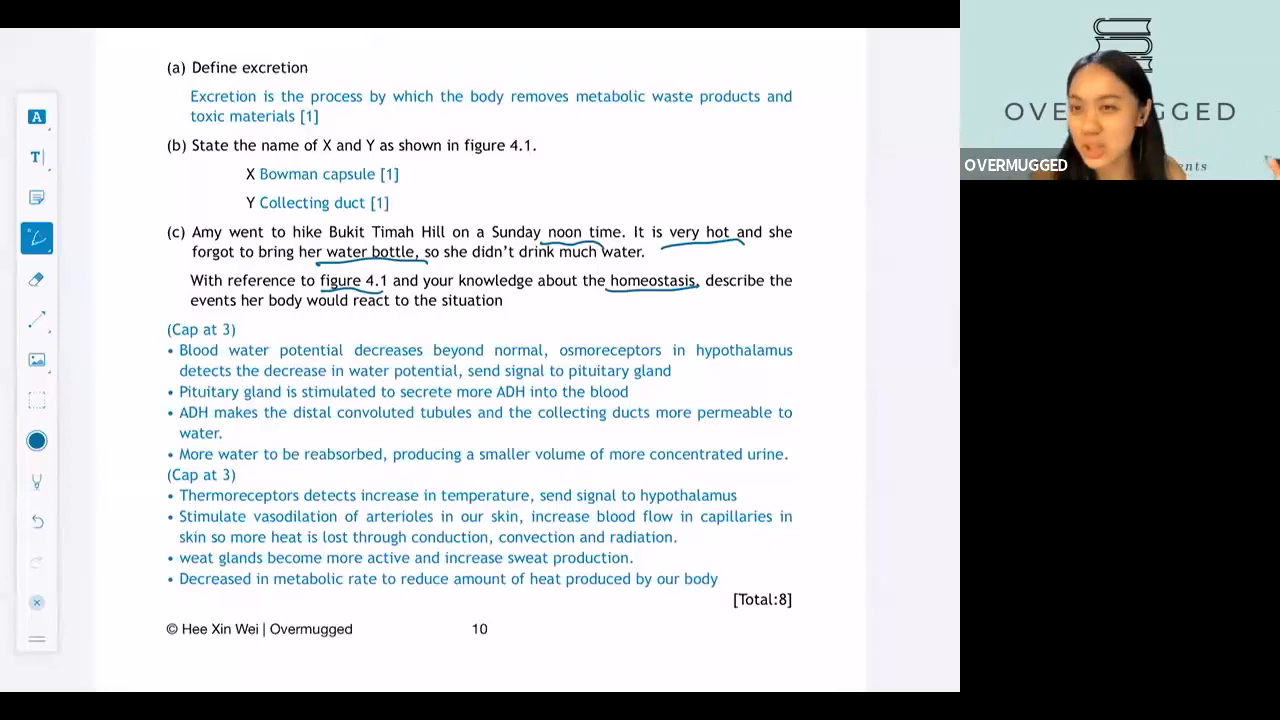 (a) Define excretion
Excretion is the process by which the body removes metabolic waste products and
toxic materials [1]
(b) State the name of X and Y as shown in figure 4.1.
X Bowman capsule [1]
Y Collecting duct [1]
(c) Amy went to hike Bukit Timah Hill on a Sunday noon time. It is very hot and she
forgot to bring her water bottle, so she didn't drink much water.
With reference to figure 4.1 and your knowledge about the homeostasis, describe the
events her body would react to the situation
(Cap at 3)
• Blood water potential decreases beyond normal, osmoreceptors in hypothalamus
detects the decrease in water potential, send signal to pituitary gland
• Pituitary gland is stimulated to secrete more ADH into the blood
• ADH makes the distal convoluted tubules and the collecting ducts more permeable to
water.
• More water to be reabsorbed, producing a smaller volume of more concentrated urine.
(Cap at 3)
• Thermoreceptors detects increase in temperature, send signal to hypothalamus
• Stimulate vasodilation of arterioles in our skin, increase blood flow in capillaries in
skin so more heat is lost through conduction, convection and radiation.
• weat glands become more active and increase sweat production.
• Decreased in metabolic rate to reduce amount of heat produced by our body
[Total:8]
© Hee Xin Wei | Overmugged 10
A
T
OVE GGED
OVERMUGGED
ents